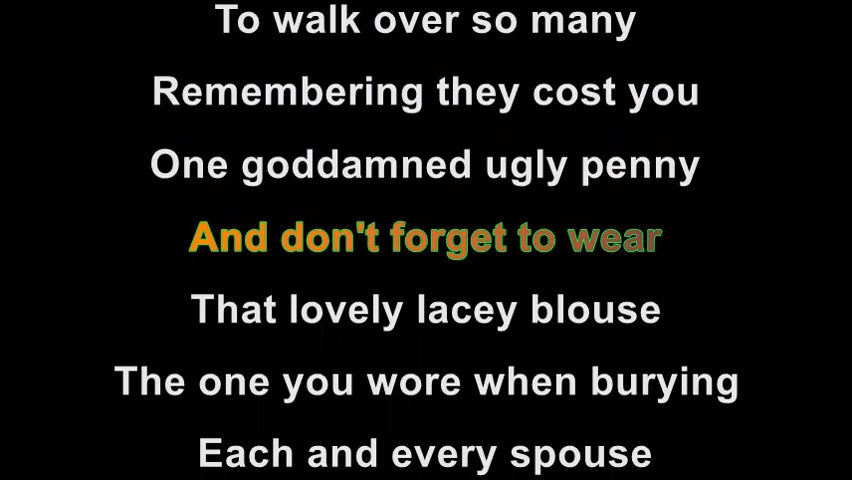 To walk over so many
Remembering they cost you
One goddamned ugly penny
And don't forget to wear
That lovely lacey blouse
The one you wore when burying
Each and every spouse